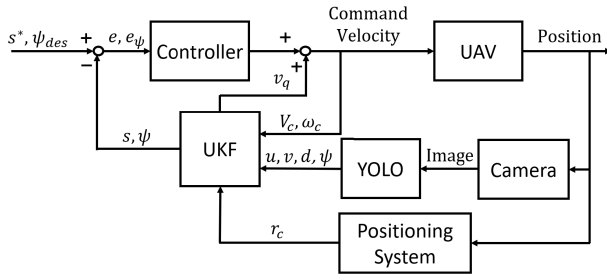 s*, ψ_des
+
−
e, e_ψ
Controller
+
+
v_q
Command
Velocity
UAV
Position
s, ψ
UKF
V_c, ω_c
u, v, d, ψ
YOLO
Image
Camera
r_c
Positioning
System